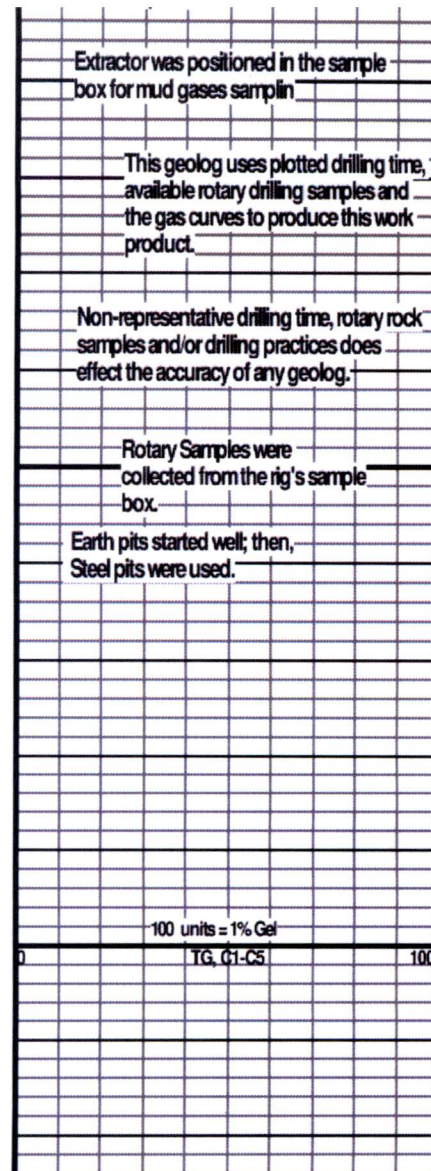 Extractor was positioned in the sample
box for mud gases samplin
This geolog uses plotted drilling time,
available rotary drilling samples and
the gas curves to produce this work
product.
Non-representative drilling time, rotary rock
samples and/or drilling practices does
effect the accuracy of any geolog.
Rotary Samples were
collected from the rig's sample
box.
Earth pits started well; then,
Steel pits were used.
100 units = 1% Gel
0 TG, C1-C5 100